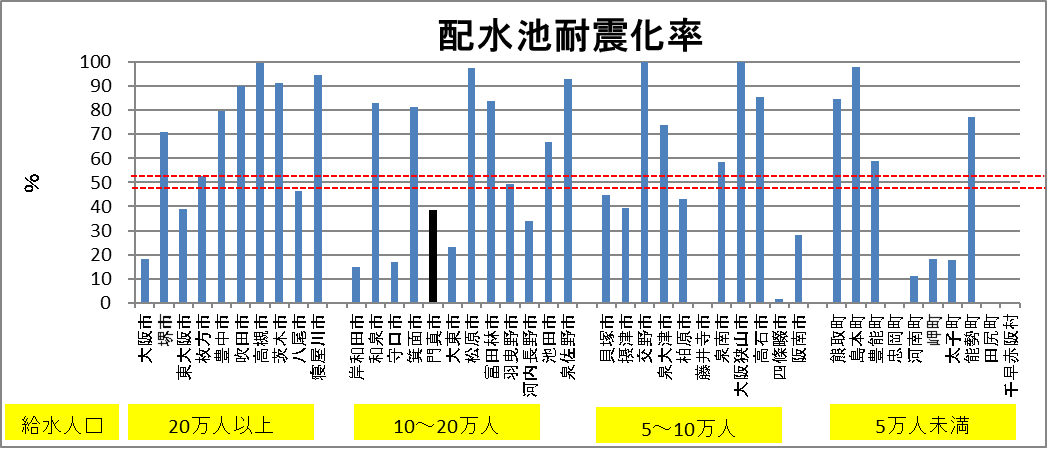 配水池耐震化率
%
100
90
80
70
60
50
40
30
20
10
0
大阪市
堺市
東大阪市
枚方市
豊中市
吹田市
高槻市
茨木市
八尾市
寝屋川市
岸和田市
和泉市
守口市
箕面市
門真市
大東市
松原市
富田林市
羽曳野市
河内長野市
池田市
泉佐野市
貝塚市
摂津市
交野市
泉大津市
柏原市
藤井寺市
泉南市
大阪狭山市
高石市
四條畷市
阪南市
熊取町
島本町
豊能町
忠岡町
河南町
岬町
太子町
能勢町
田尻町
千早赤阪村
給水人口
20万人以上
10～20万人
5～10万人
5万人未満